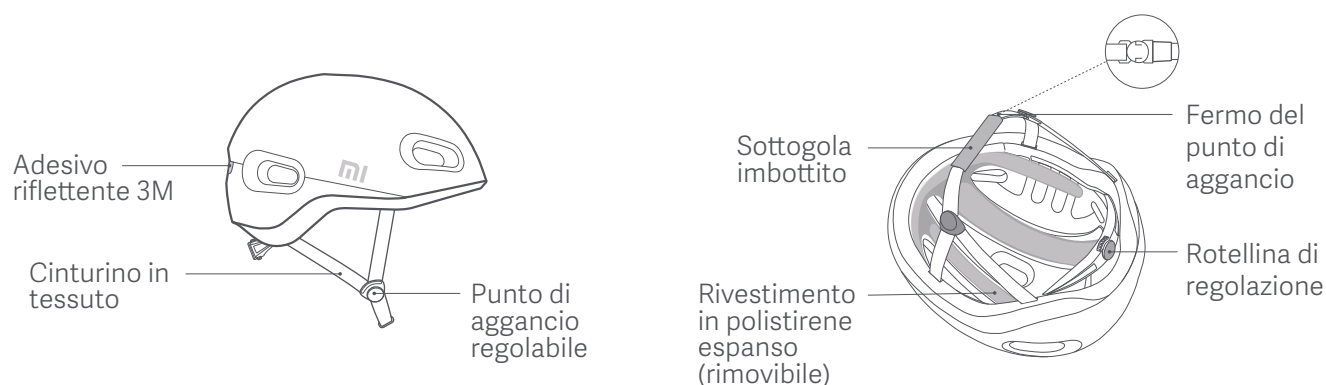 Adesivo
riflettente 3M
mi
Cinturino in
tessuto
Punto di
aggancio
regolabile
Sottogola
imbottito
Rivestimento
in polistirene
espanso
(rimovibile)
Fermo del
punto di
aggancio
Rotellina di
regolazione